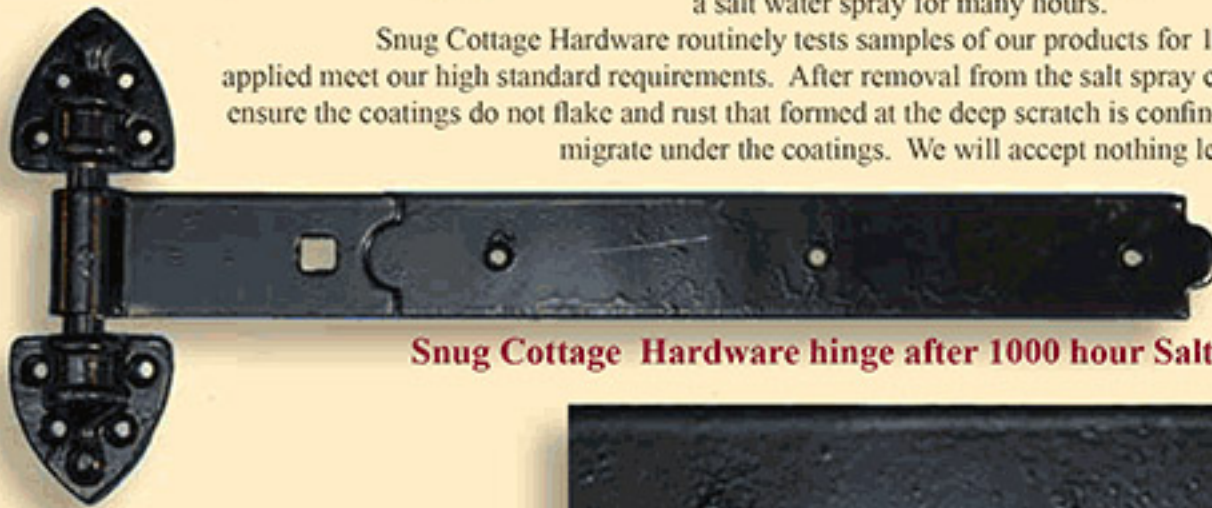 a salt water spray for many hours.
Snug Cottage Hardware routinely tests samples of our products for 1
applied meet our high standard requirements. After removal from the salt spray c
ensure the coatings do not flake and rust that formed at the deep scratch is confin
migrate under the coatings. We will accept nothing le
Snug Cottage Hardware hinge after 1000 hour Salt